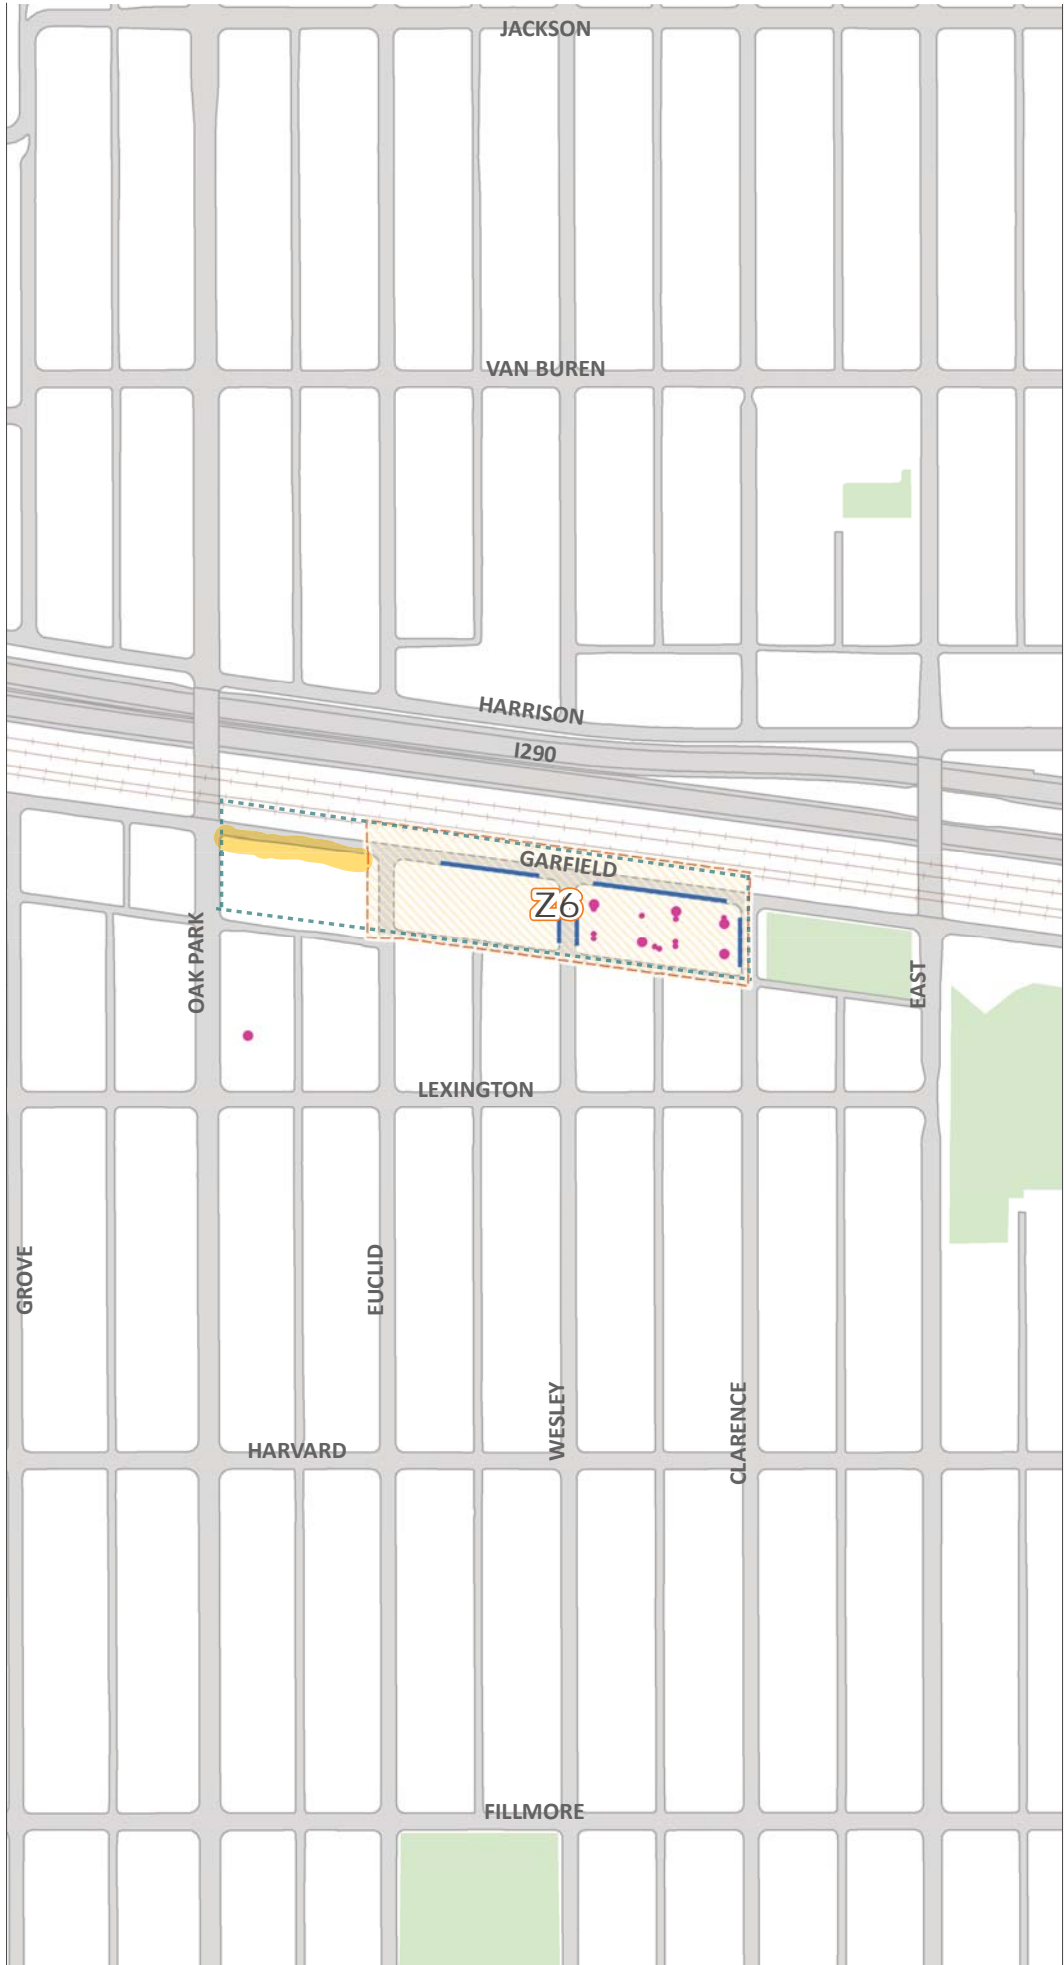 JACKSON
VAN BUREN
HARRISON
I290
GARFIELD
Z6
OAK PARK
EAST
LEXINGTON
GROVE
EUCLID
WESLEY
CLARENCE
HARVARD
FILLMORE